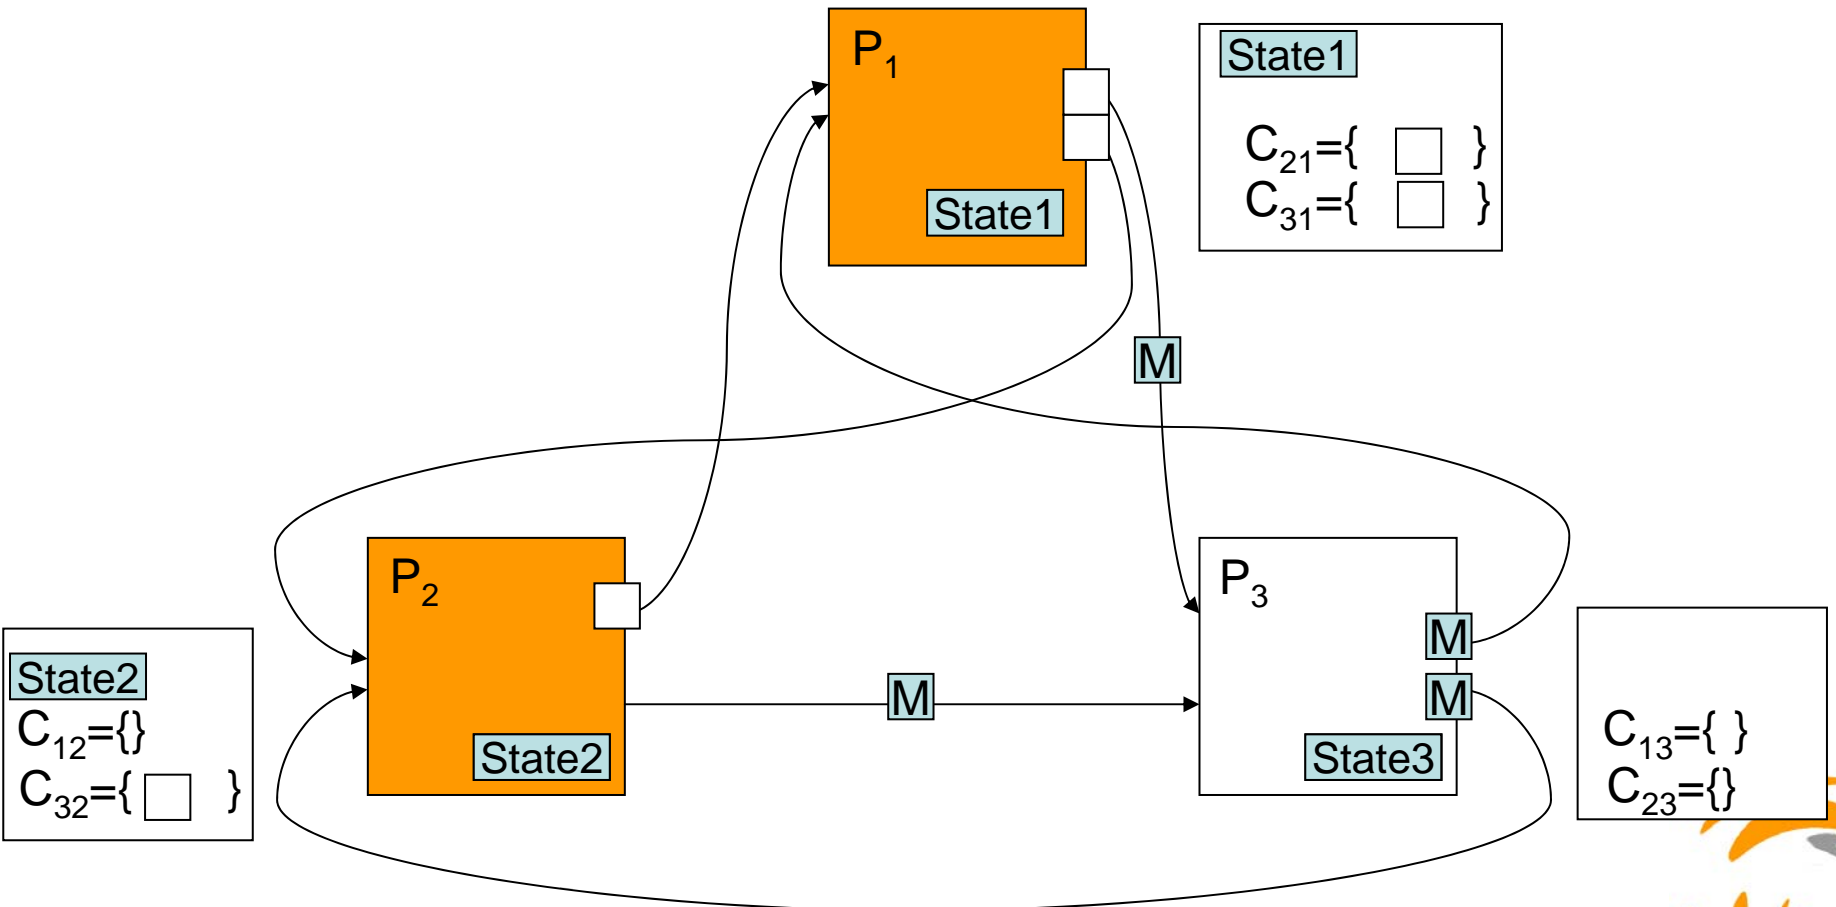 P₁
State1
State1
C₂₁={ }
C₃₁={ }
M
P₂
State2
M
P₃
M
M
State3
State2
C₁₂={}
C₃₂={ }
C₁₃={ }
C₂₃={}